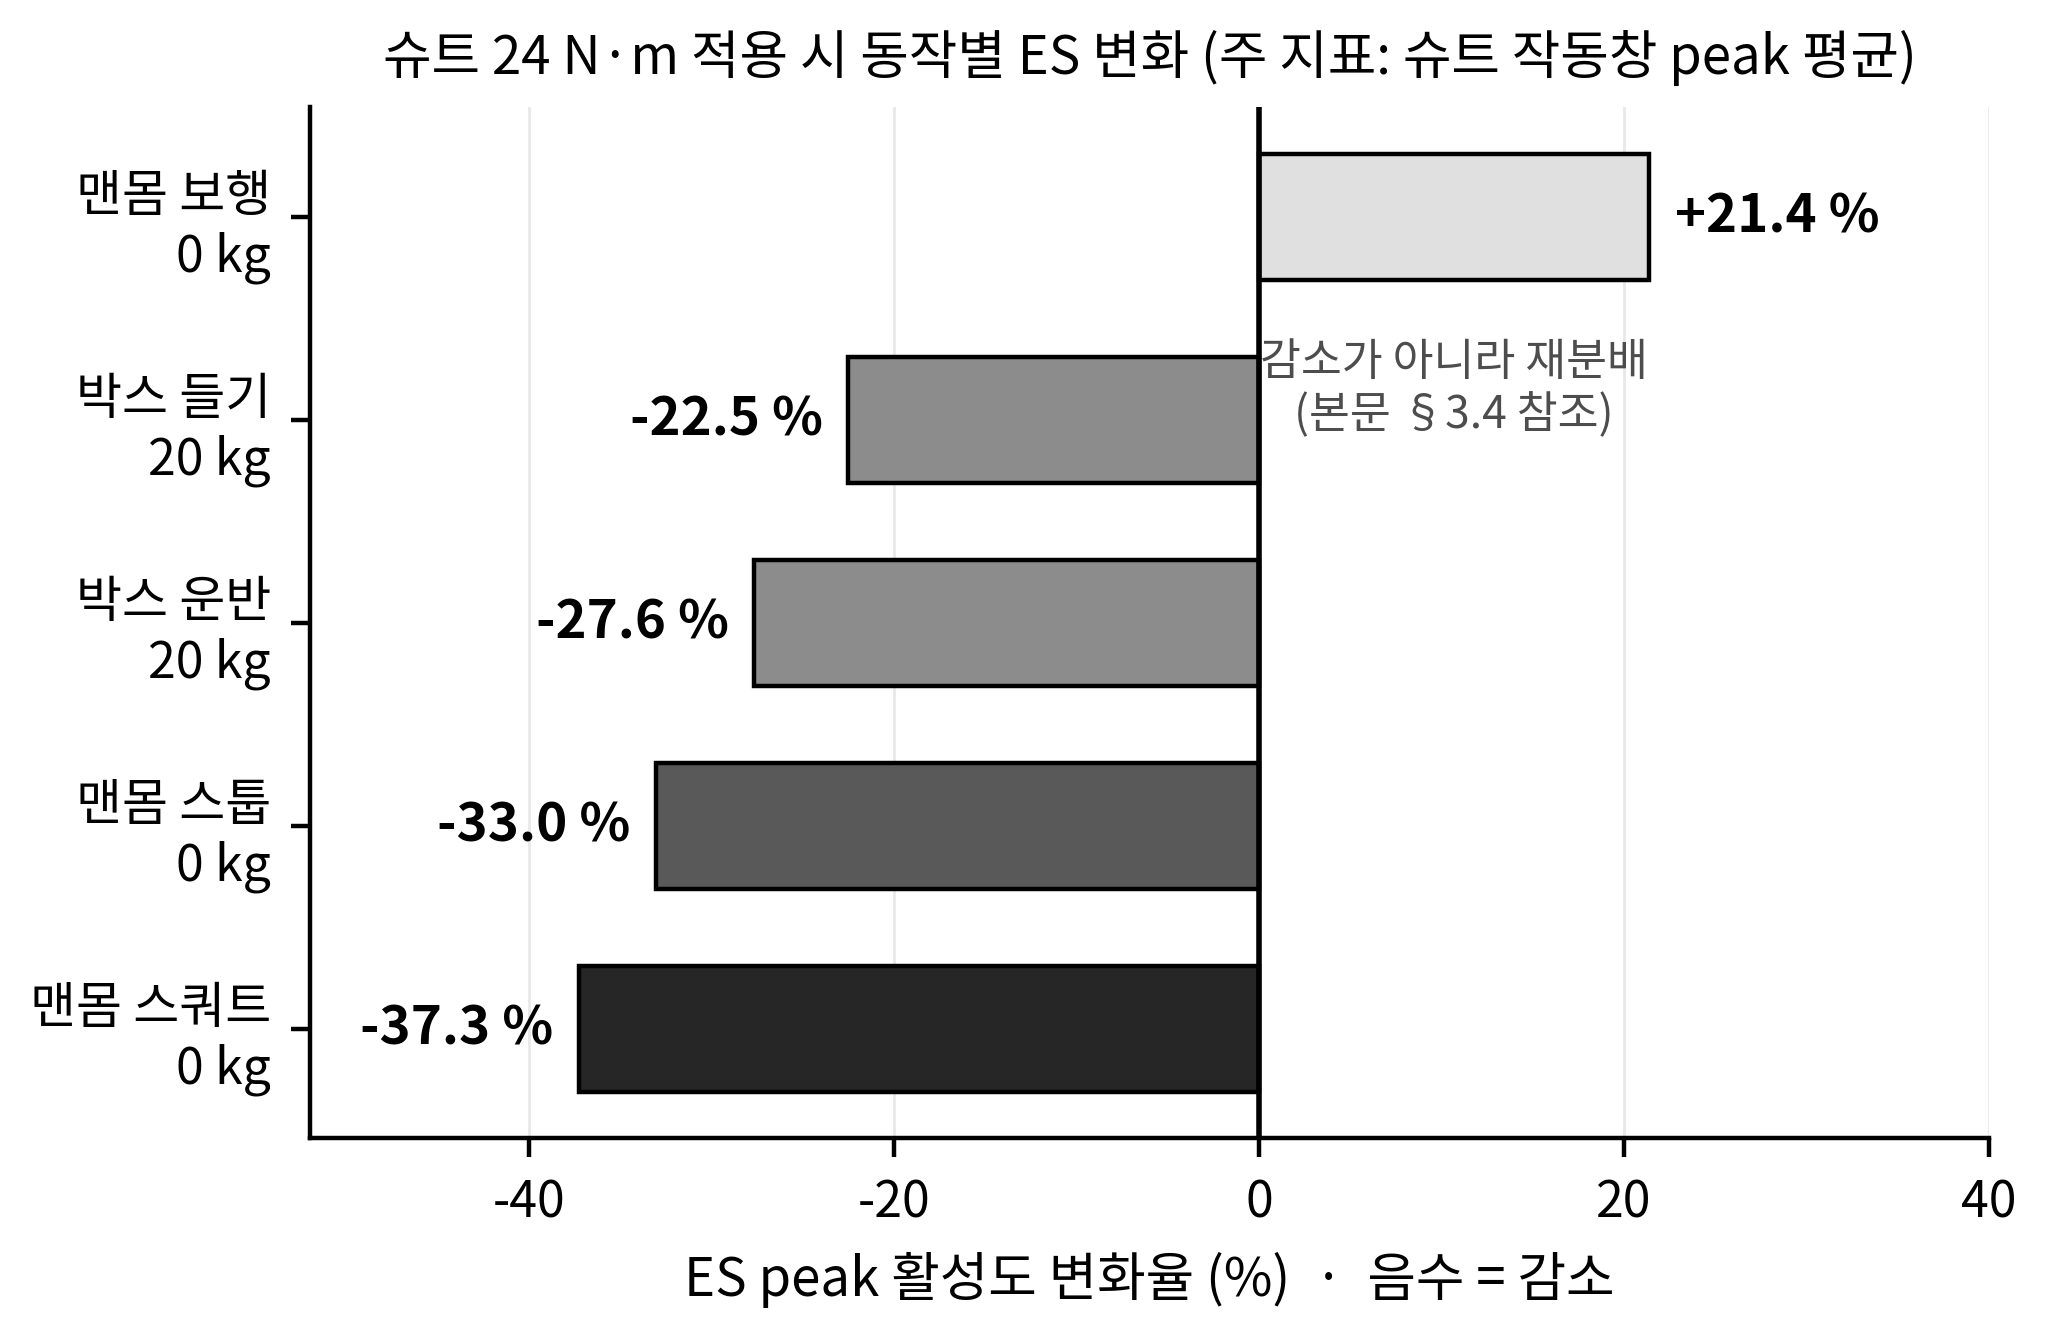 슈트 24 N·m 적용 시 동작별 ES 변화 (주 지표: 슈트 작동창 peak 평균)
맨몸 보행
0 kg
+21.4 %
감소가 아니라 재분배
(본문 §3.4 참조)
박스 들기
20 kg
-22.5 %
박스 운반
20 kg
-27.6 %
맨몸 스툽
0 kg
-33.0 %
맨몸 스쿼트
0 kg
-37.3 %
-40 -20 0 20 40
ES peak 활성도 변화율 (%) · 음수 = 감소